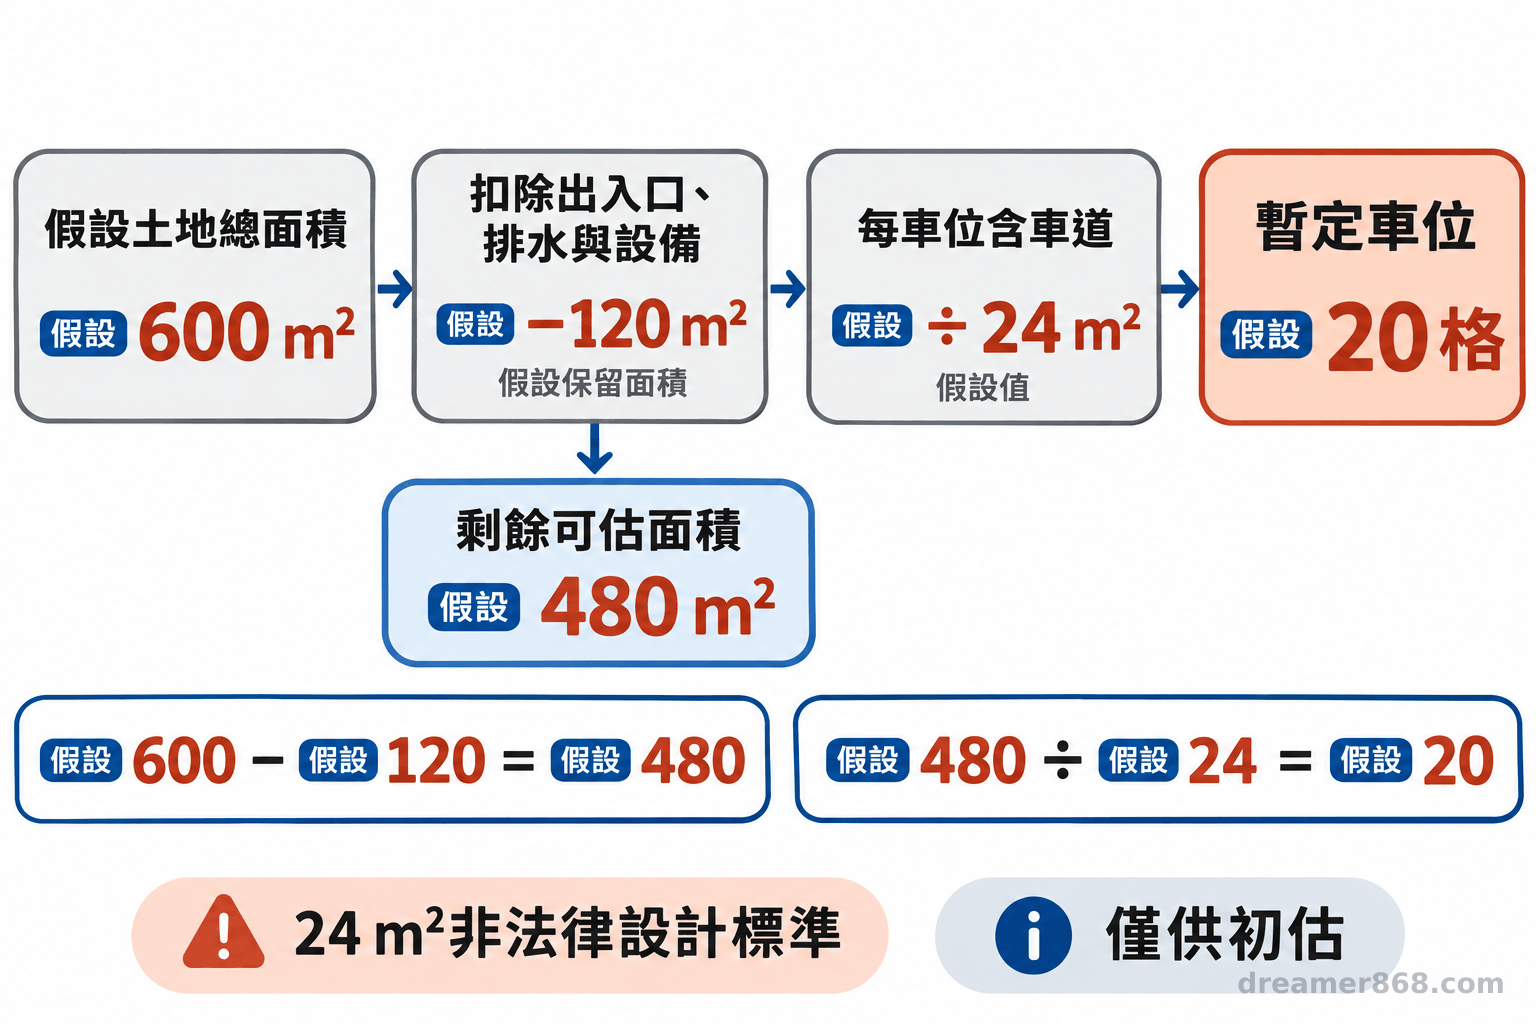 假設土地總面積
假設 600 m²
扣除出入口、
排水與設備
假設 −120 m²
假設保留面積
每車位含車道
假設 ÷ 24 m²
假設值
暫定車位
假設 20 格
剩餘可估面積
假設 480 m²
假設 600 − 假設 120 = 假設 480
假設 480 ÷ 假設 24 = 假設 20
24 m²非法律設計標準
僅供初估
dreamer868.com